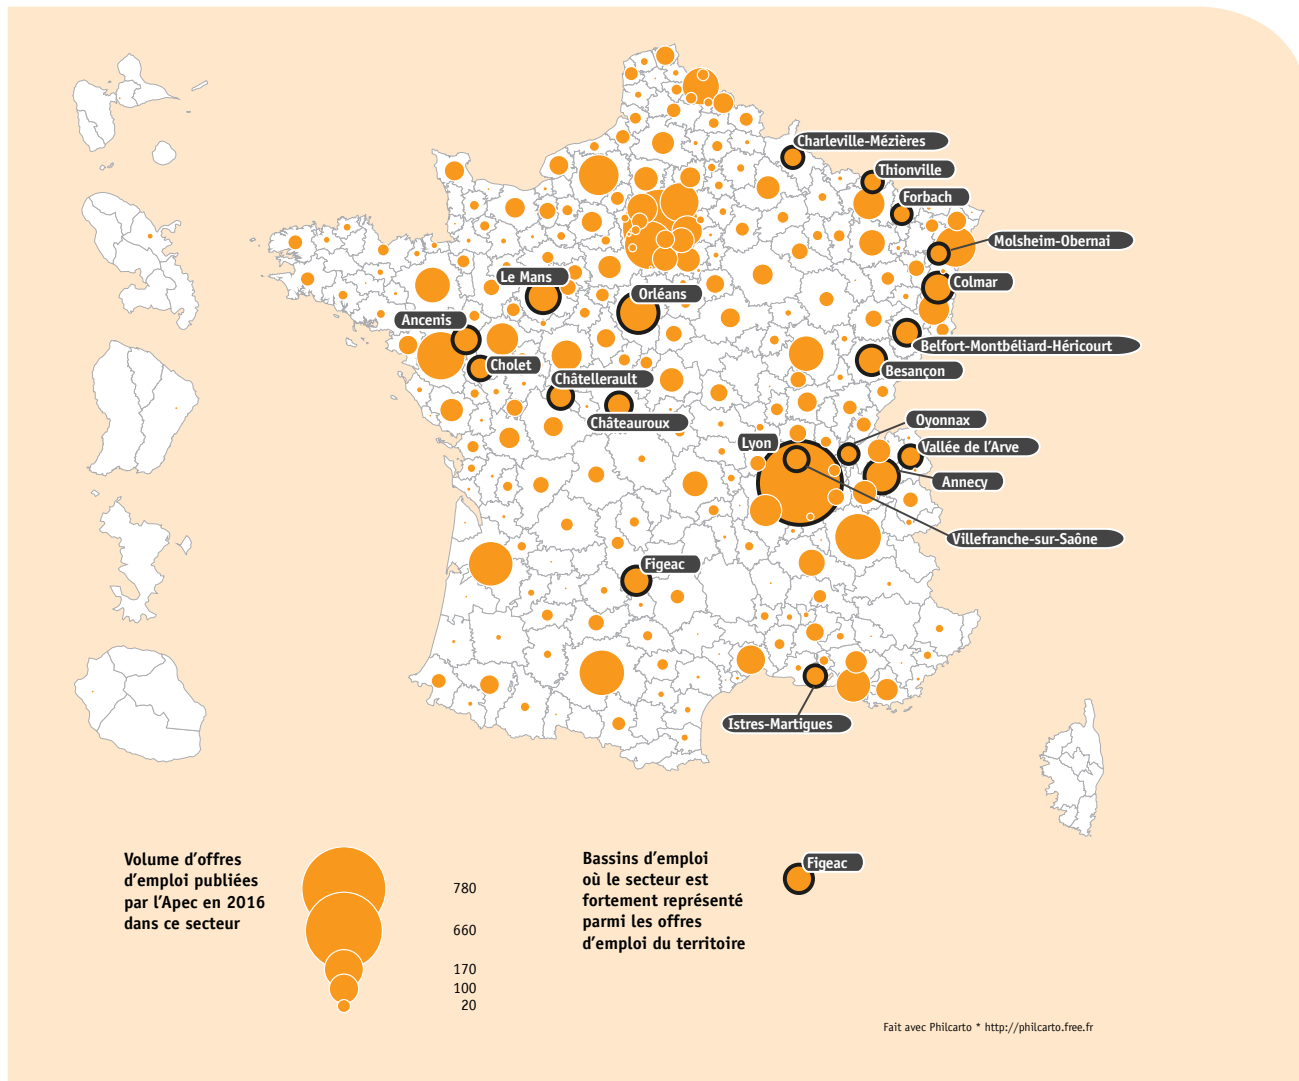 Charleville-Mézières
Thionville
Forbach
Molsheim-Obernai
Colmar
Le Mans
Orléans
Ancenis
Belfort-Montbéliard-Héricourt
Cholet
Besançon
Châtellerault
Châteauroux
Oyonnax
Lyon
Vallée de l’Arve
Annecy
Villefranche-sur-Saône
Figeac
Istres-Martigues
Volume d’offres
d’emploi publiées
par l’Apec en 2016
dans ce secteur
780
660
170
100
20
Bassins d’emploi
où le secteur est
fortement représenté
parmi les offres
d’emploi du territoire
Figeac
Fait avec Philcarto * http://philcarto.free.fr